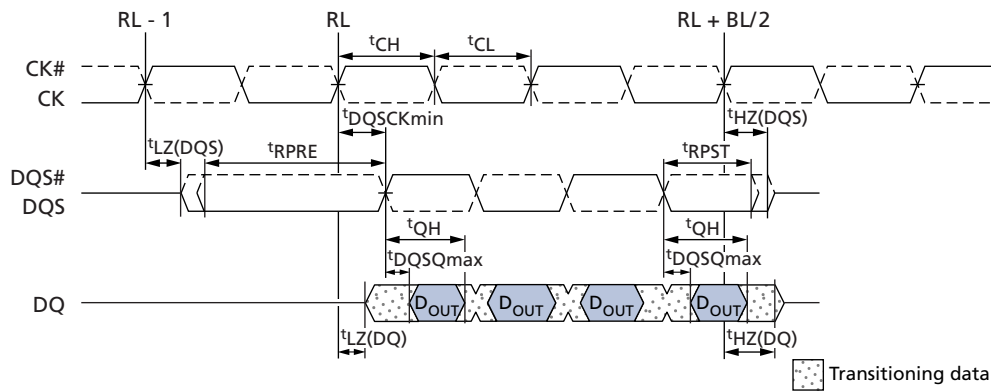 RL - 1
RL
RL + BL/2
tCH
tCL
CK#
CK
tDQSCKmin
tHZ(DQS)
tLZ(DQS)
tRPRE
tRPST
DQS#
DQS
tQH
tQH
tDQSQmax
tDQSQmax
DQ
DOUT
DOUT
DOUT
DOUT
tLZ(DQ)
tHZ(DQ)
Transitioning data